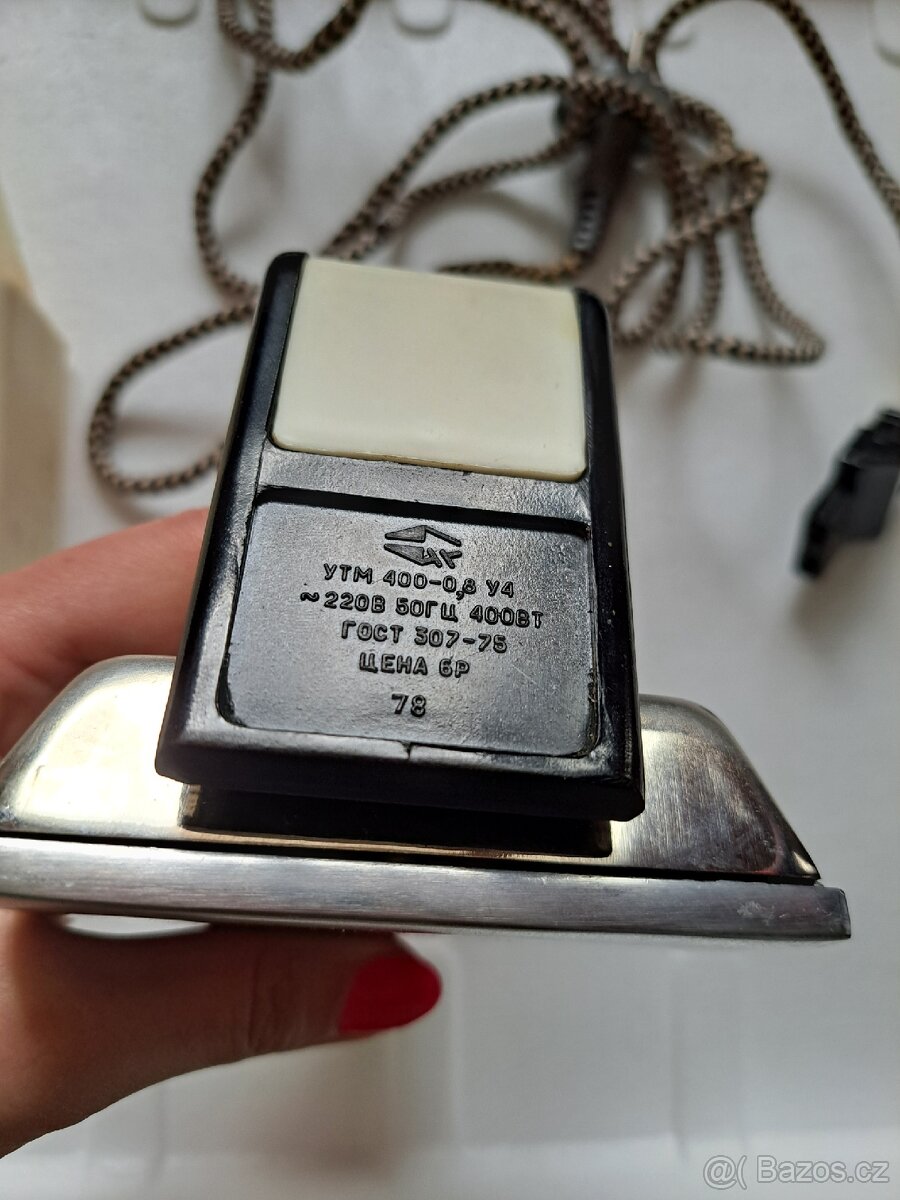 УТМ 400-0,8 У4
~220В 50ГЦ 400ВТ
ГОСТ 307-75
ЦЕНА 6Р
78
@( Bazos.cz